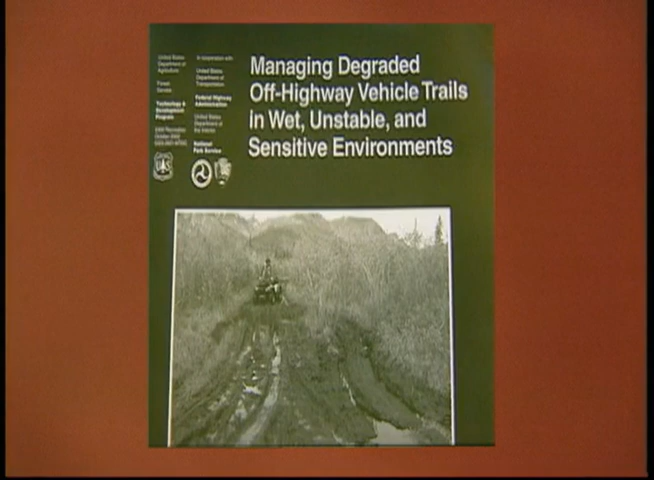 United States
Department of
Agriculture
Forest
Service
Technology &
Development
Program
In cooperation with
United States
Department of
Transportation
Federal Highway
Administration
United States
Department of
the Interior
National
Park Service
Managing Degraded
Off-Highway Vehicle Trails
in Wet, Unstable, and
Sensitive Environments